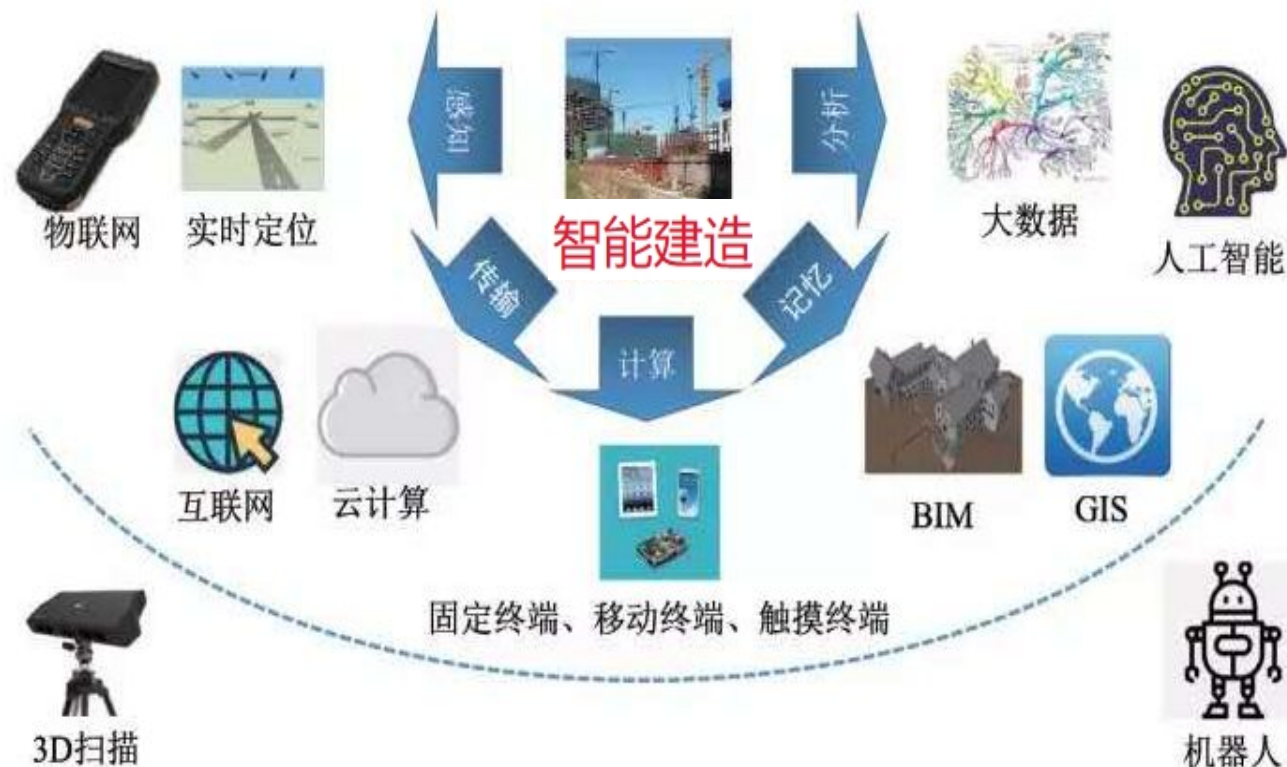 感知
分析
物联网
实时定位
智能建造
大数据
人工智能
传输
记忆
计算
互联网
云计算
BIM
GIS
固定终端、移动终端、触摸终端
3D扫描
机器人